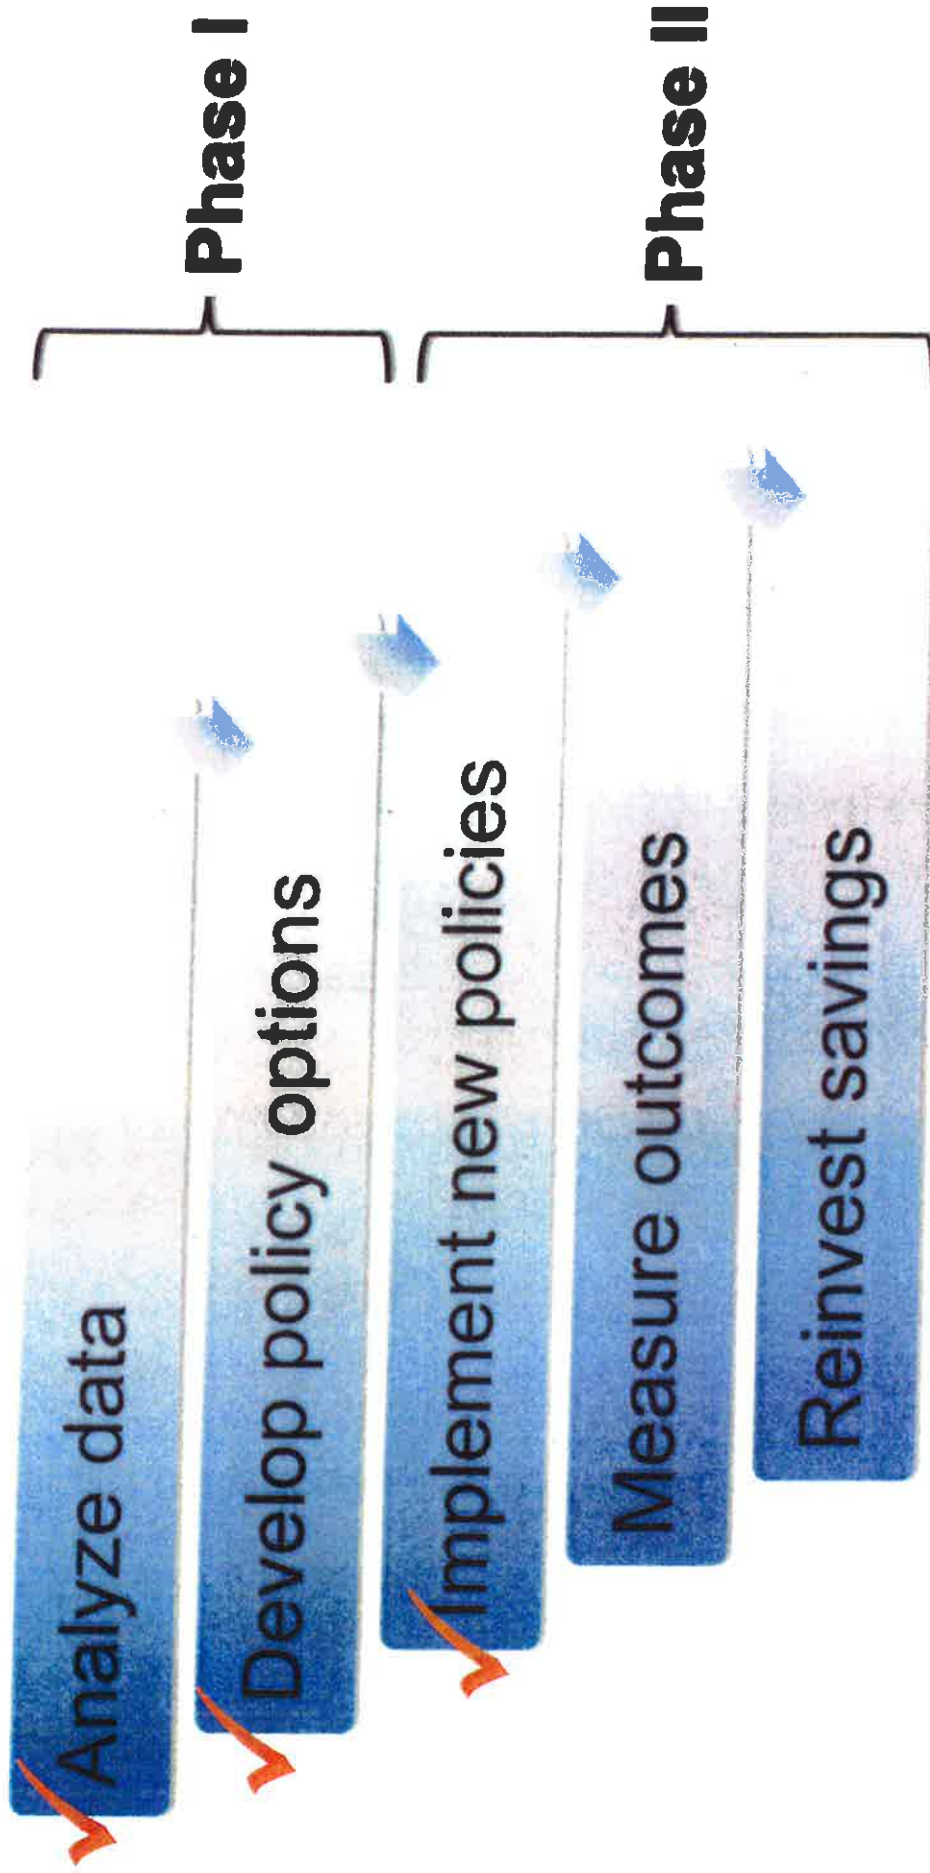 Analyze data
Develop policy options
Implement new policies
Measure outcomes
Reinvest savings
Phase I
Phase II